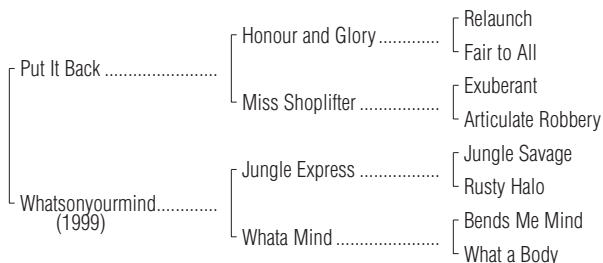 Relaunch
Honour and Glory.............
Fair to All
Put It Back ........................
Exuberant
Miss Shoplifter .................
Articulate Robbery
Jungle Savage
Jungle Express .................
Rusty Halo
Whatsonyourmind.............
(1999)
Bends Me Mind
Whata Mind ......................
What a Body